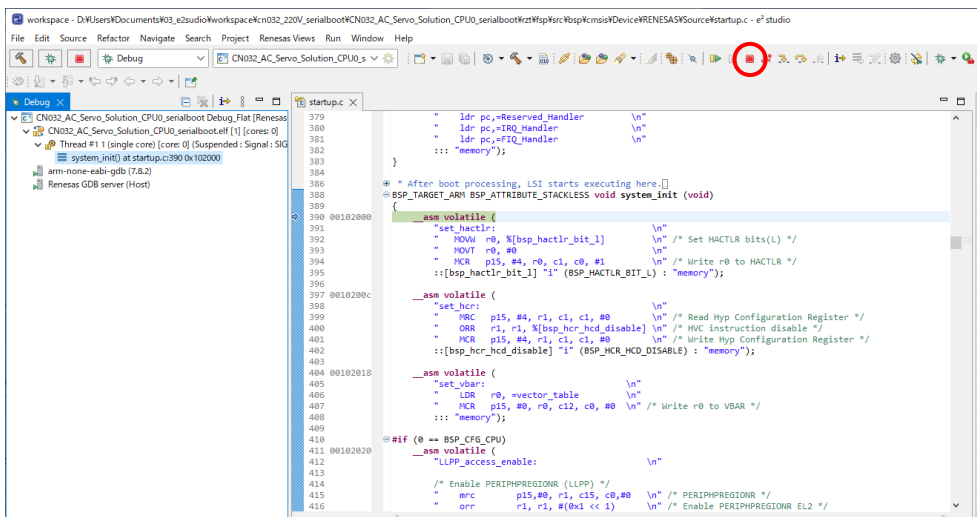 workspace - D:¥Users¥Documents¥03_e2sudio¥workspace¥cn032_220V_serialboot¥CN032_AC_Servo_Solution_CPU0_serialboot¥rzt¥fsp¥src¥bsp¥cmsis¥Device¥RENESAS¥Source¥startup.c - e² studio
File Edit Source Refactor Navigate Search Project Renesas Views Run Window Help
Debug CN032_AC_Servo_Solution_CPU0_s
Debug
startup.c
CN032_AC_Servo_Solution_CPU0_serialboot Debug_Flat [Renesas
CN032_AC_Servo_Solution_CPU0_serialboot.elf [1] [cores: 0]
Thread #1 1 (single core) [core: 0] (Suspended : Signal : SIG
system_init() at startup.c:390 0x102000
arm-none-eabi-gdb (7.8.2)
Renesas GDB server (Host)
379 " ldr pc,=Reserved_Handler \n"
380 " ldr pc,=IRQ_Handler \n"
381 " ldr pc,=FIQ_Handler \n"
382 ::: "memory");
383 }
384
386 * After boot processing, LSI starts executing here.
388 BSP_TARGET_ARM BSP_ATTRIBUTE_STACKLESS void system_init (void)
389 {
390 00102000 __asm volatile (
391 "set_hactlr: \n"
392 " MOVW r0, %[bsp_hactlr_bit_l] \n" /* Set HACTLR bits(L) */
393 " MOVT r0, #0 \n"
394 " MCR p15, #4, r0, c1, c0, #1 \n" /* Write r0 to HACTLR */
395 ::[bsp_hactlr_bit_l] "i" (BSP_HACTLR_BIT_L) : "memory");
396
397 0010200c __asm volatile (
398 "set_hcr: \n"
399 " MRC p15, #4, r1, c1, c1, #0 \n" /* Read Hyp Configuration Register */
400 " ORR r1, r1, %[bsp_hcr_hcd_disable] \n" /* HVC instruction disable */
401 " MCR p15, #4, r1, c1, c1, #0 \n" /* Write Hyp Configuration Register */
402 ::[bsp_hcr_hcd_disable] "i" (BSP_HCR_HCD_DISABLE) : "memory");
403
404 00102018 __asm volatile (
405 "set_vbar: \n"
406 " LDR r0, =vector_table \n"
407 " MCR p15, #0, r0, c12, c0, #0 \n" /* Write r0 to VBAR */
408 ::: "memory");
409
410 #if (0 == BSP_CFG_CPU)
411 00102020 __asm volatile (
412 "LLPP_access_enable: \n"
413
414 /* Enable PERIPHPREGIONR (LLPP) */
415 " mrc p15,#0, r1, c15, c0,#0 \n" /* PERIPHPREGIONR */
416 " orr r1, r1, #(0x1 << 1) \n" /* Enable PERIPHPREGIONR EL2 */